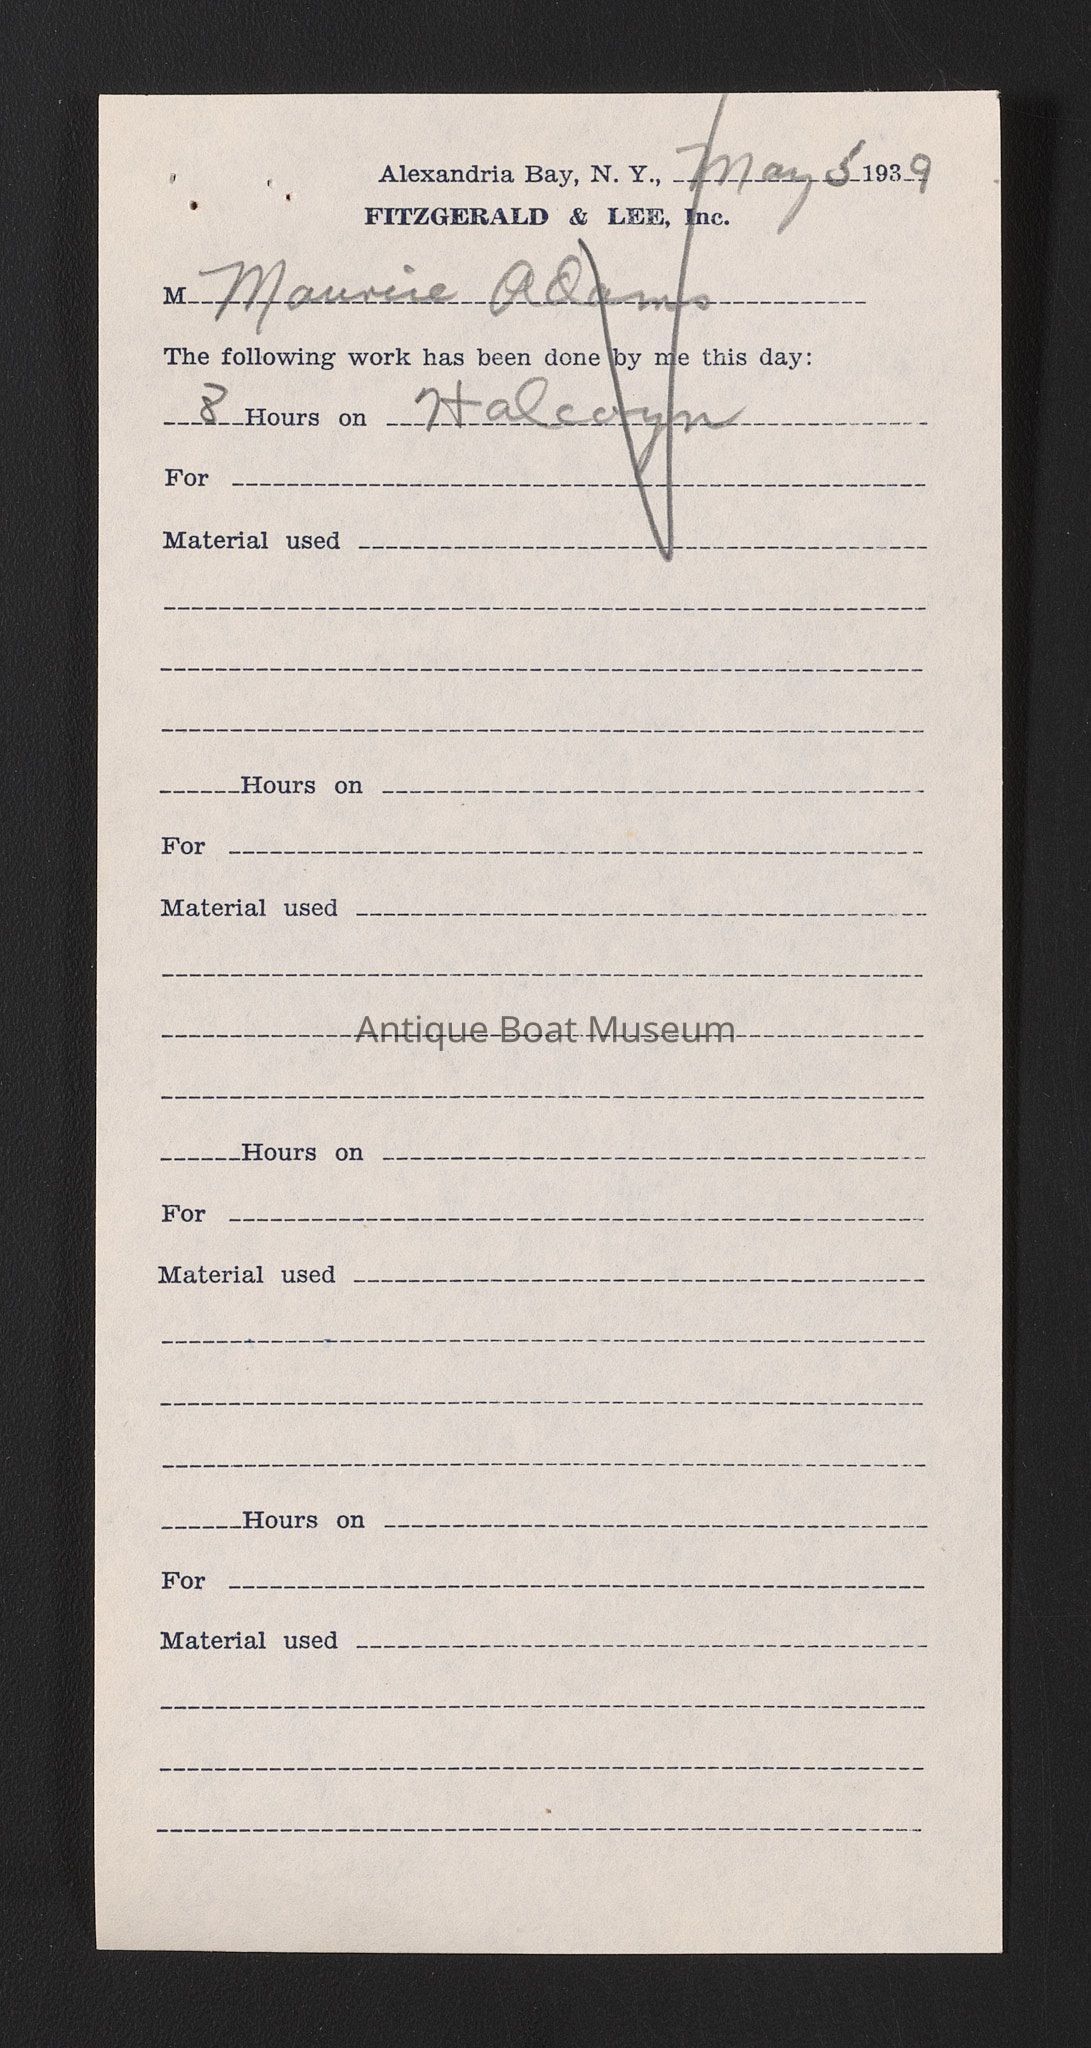 Alexandria Bay, N. Y., May 5 1939
FITZGERALD & LEE, Inc.
M Maurice Adams
The following work has been done by me this day:
8 Hours on Halcoyn
For
Material used
Hours on
For
Material used
Antique Boat Museum
Hours on
For
Material used
Hours on
For
Material used